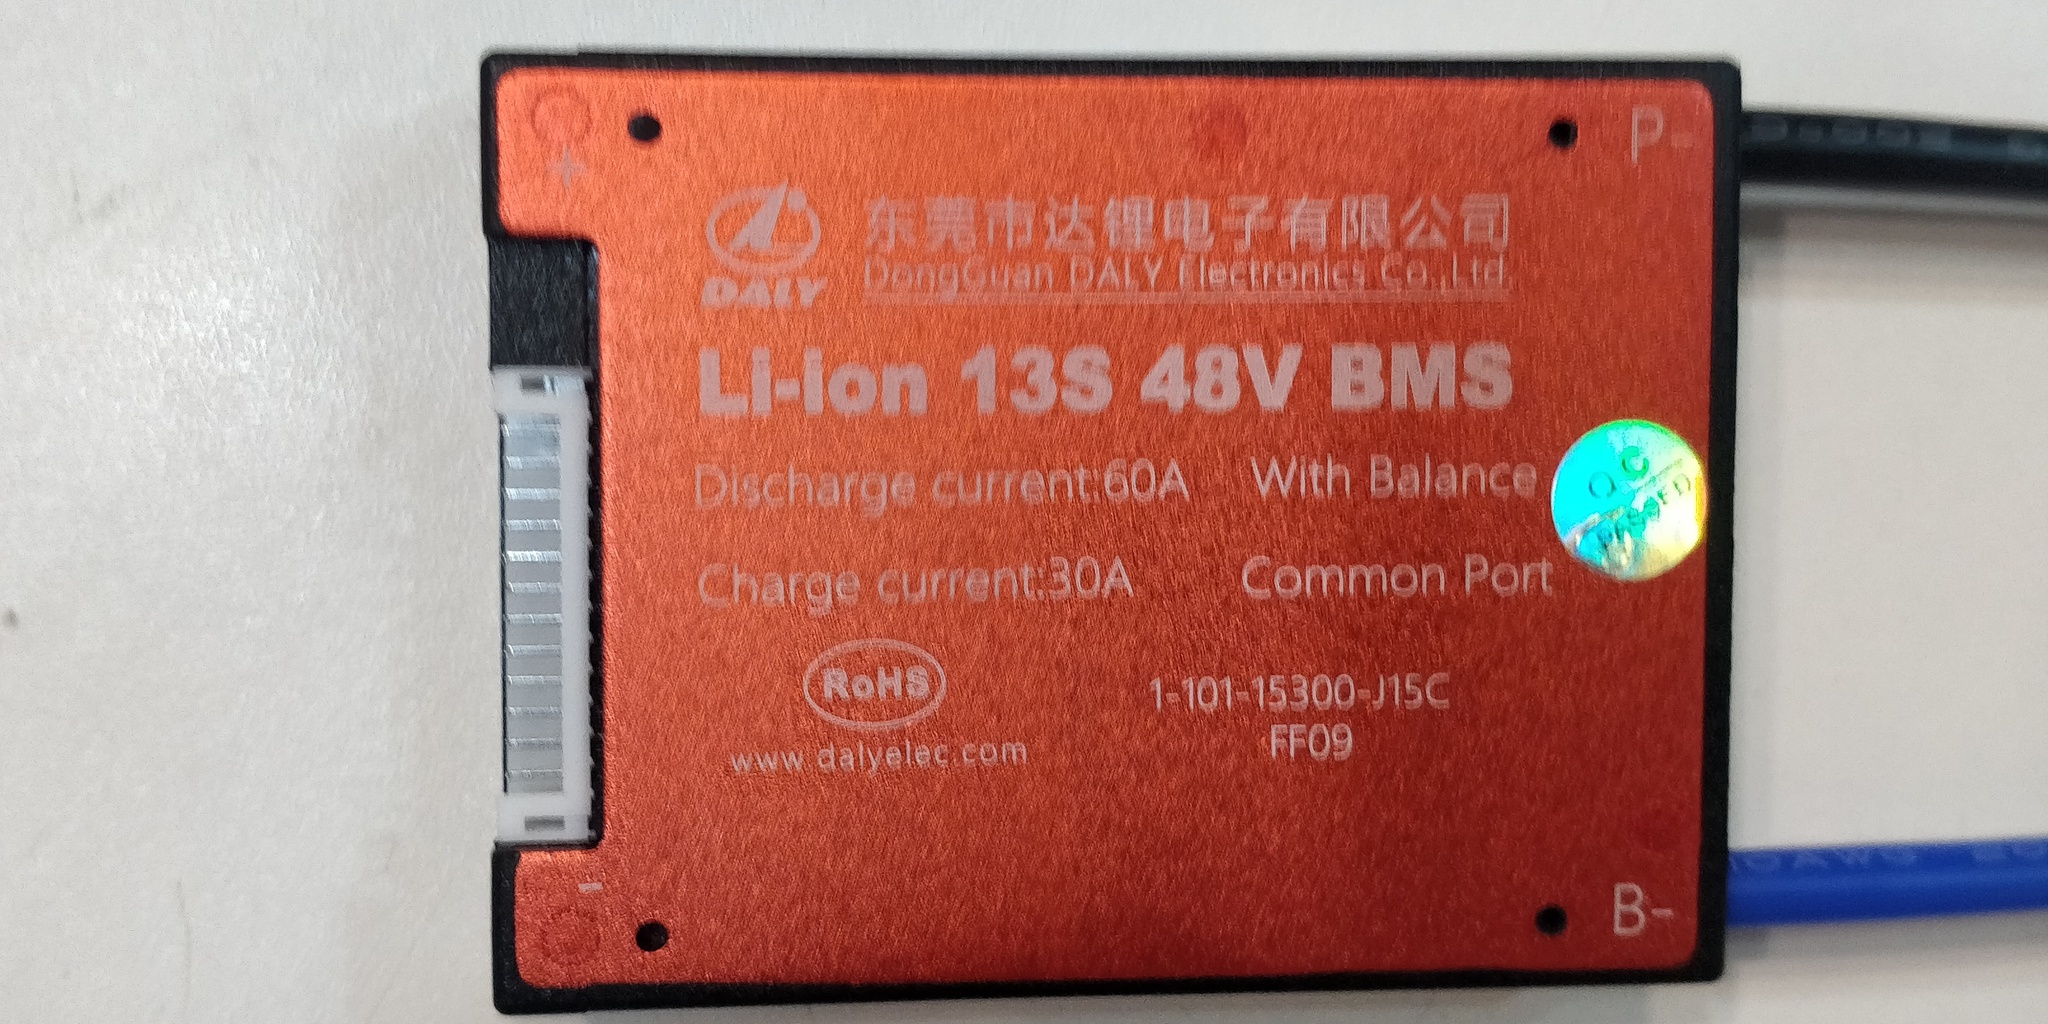 +
P-
DALY
东莞市达锂电子有限公司
DongGuan DALY Electronics Co.,Ltd.
Li-ion 13S 48V BMS
Discharge current:60A With Balance
QC
PASSED
Charge current:30A Common Port
RoHS
1-101-15300-J15C
FF09
www.dalyelec.com
-
B-